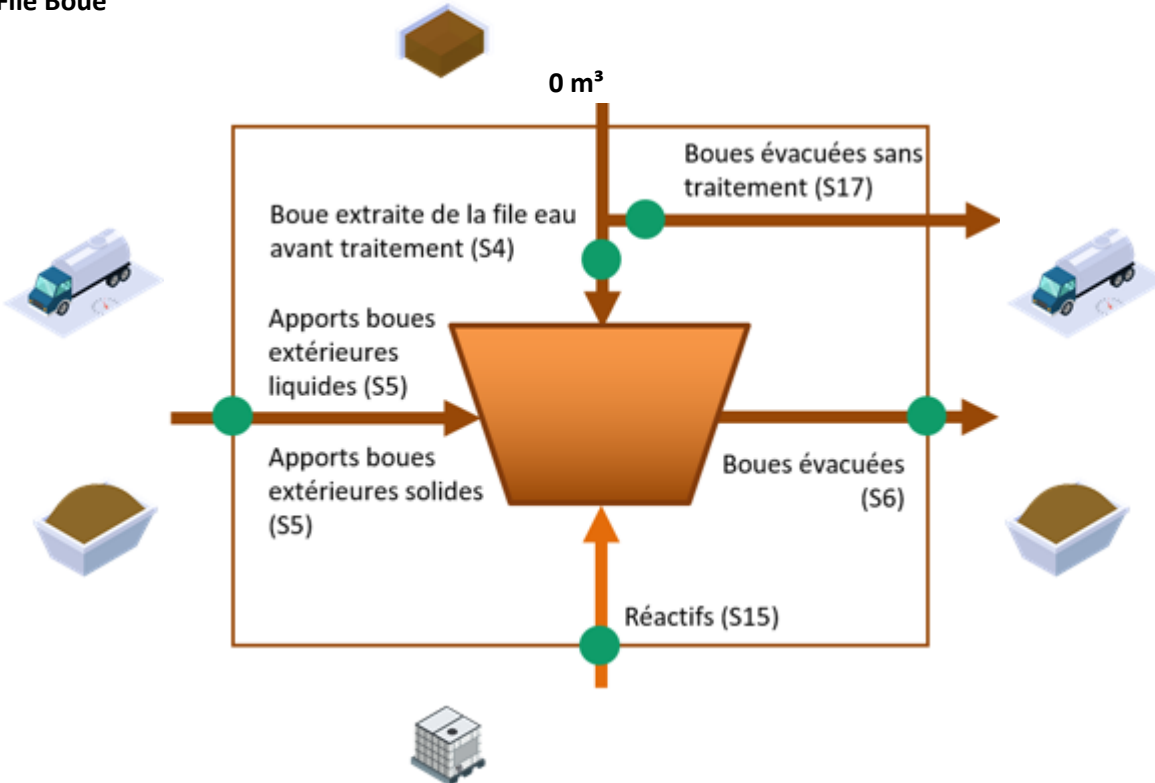 File Boue
0 m³
Boues évacuées sans
traitement (S17)
Boue extraite de la file eau
avant traitement (S4)
Apports boues
extérieures
liquides (S5)
Apports boues
extérieures solides
(S5)
Boues évacuées
(S6)
Réactifs (S15)